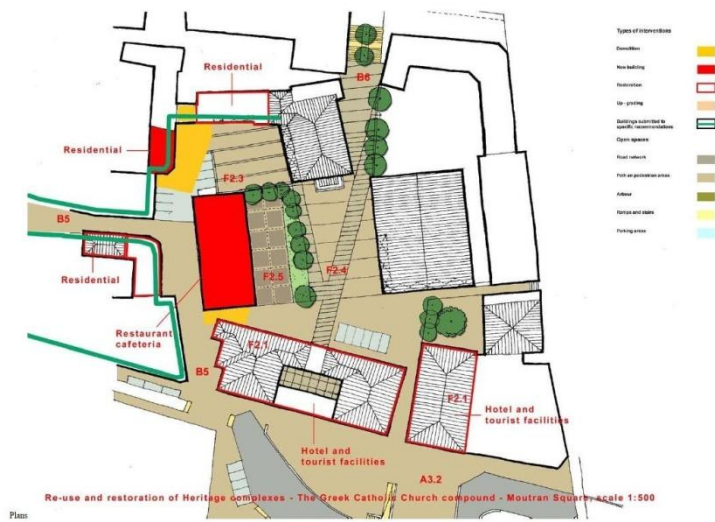 Types of interventions
Demolition
New building
Restoration
Up - grading
Buildings submitted to
specific recommendations
Open spaces
Road network
Path on pedestrian areas
Ramps and stairs
Parking areas
B6
Residential
Residential
F2.3
B5
F2.5
F2.4
Residential
Restaurant
cafeteria
F2.1
B5
F2.1
Hotel and
tourist facilities
Hotel and
tourist facilities
A3.2
Re-use and restoration of Heritage complexes - The Greek Catholic Church compound - Moutran Square, scale 1:500
Plans